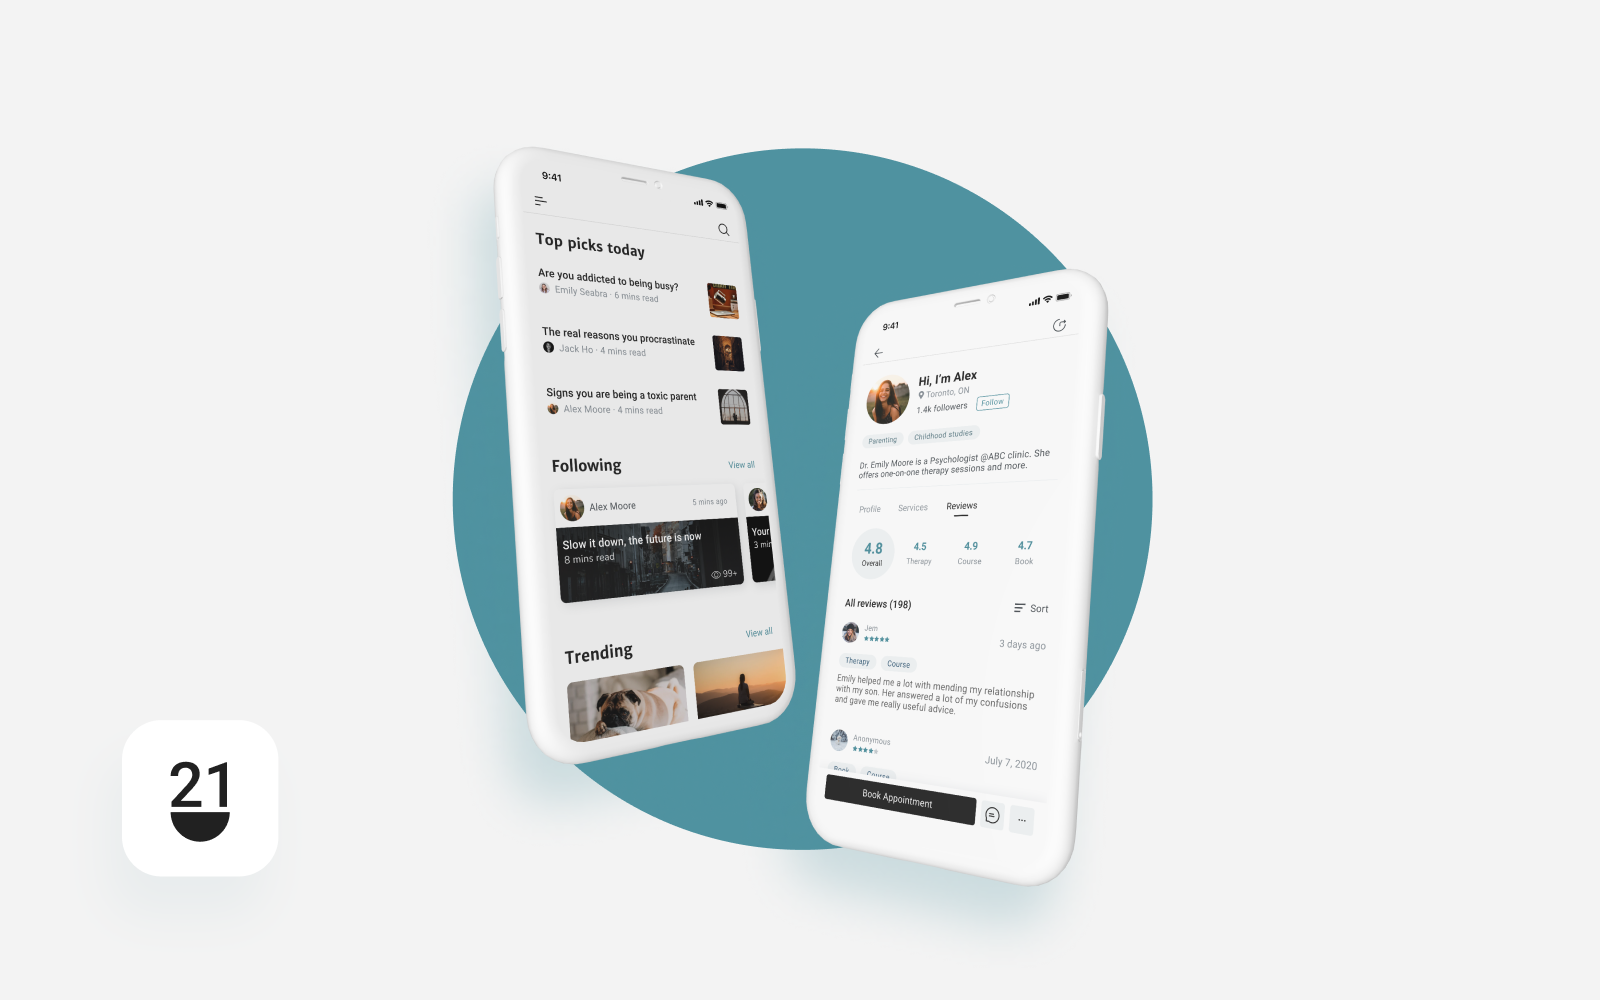 9:41
Top picks today
Are you addicted to being busy?
Emily Seabra · 6 mins read
The real reasons you procrastinate
Jack Ho · 4 mins read
Signs you are being a toxic parent
Alex Moore · 4 mins read
Following
View all
Alex Moore
5 mins ago
Slow it down, the future is now
8 mins read
99+
Your
3 min
Trending
View all
9:41
Hi, I'm Alex
Toronto, ON
1.4k followers
Follow
Parenting
Childhood studies
Dr. Emily Moore is a Psychologist @ABC clinic. She
offers one-on-one therapy sessions and more.
Profile
Services
Reviews
4.8
Overall
4.5
Therapy
4.9
Course
4.7
Book
All reviews (198)
Sort
Jem
3 days ago
Therapy
Course
Emily helped me a lot with mending my relationship
with my son. Her answered a lot of my confusions
and gave me really useful advice.
Anonymous
July 7, 2020
Book
Course
Book Appointment
21